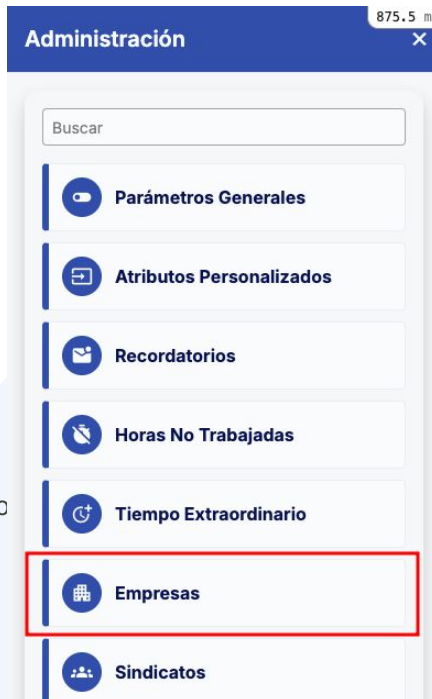 875.5 m
Administración
Buscar
Parámetros Generales
Atributos Personalizados
Recordatorios
Horas No Trabajadas
Tiempo Extraordinario
Empresas
Sindicatos